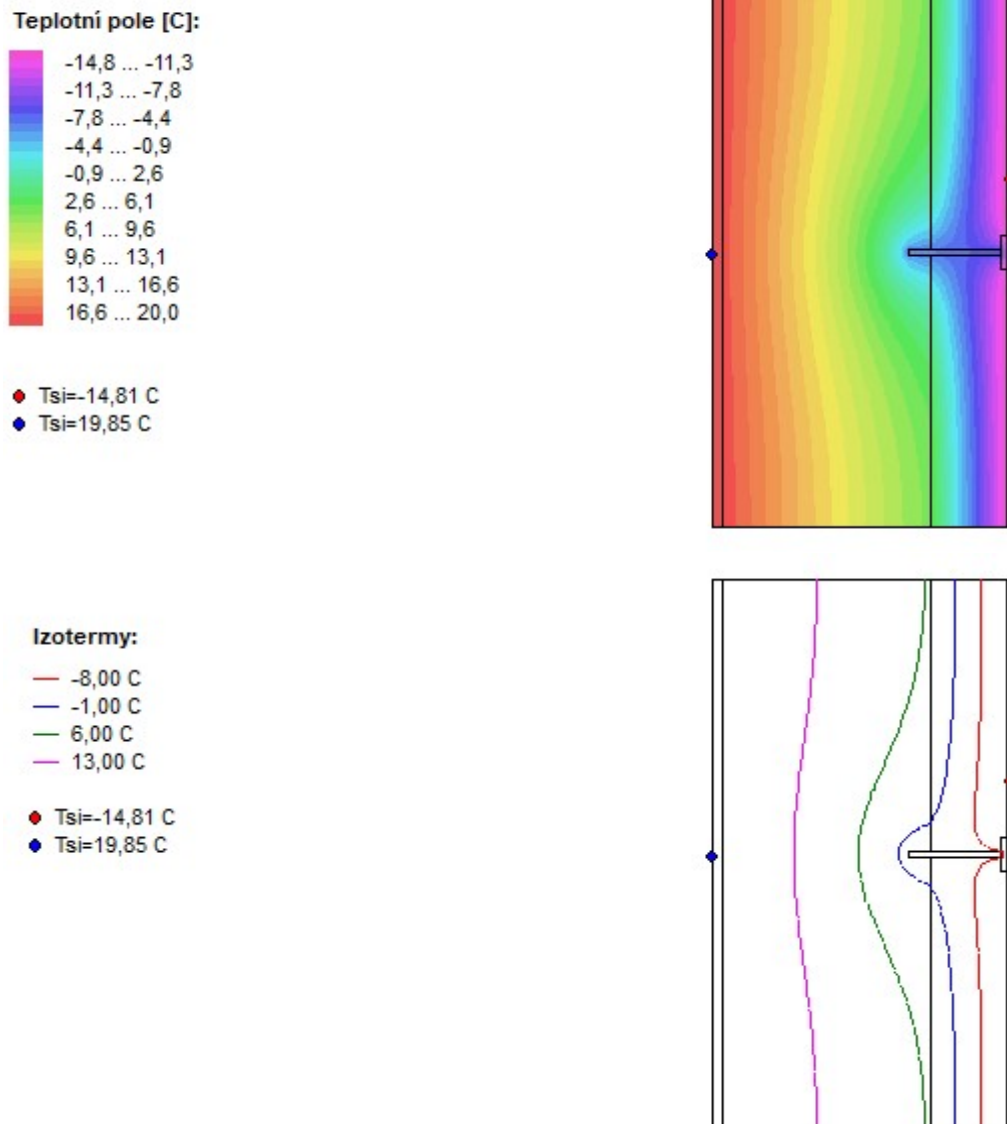 Teplotní pole [C]:
-14,8 ... -11,3
-11,3 ... -7,8
-7,8 ... -4,4
-4,4 ... -0,9
-0,9 ... 2,6
2,6 ... 6,1
6,1 ... 9,6
9,6 ... 13,1
13,1 ... 16,6
16,6 ... 20,0
Tsi=-14,81 C
Tsi=19,85 C
Izotermy:
-8,00 C
-1,00 C
6,00 C
13,00 C
Tsi=-14,81 C
Tsi=19,85 C